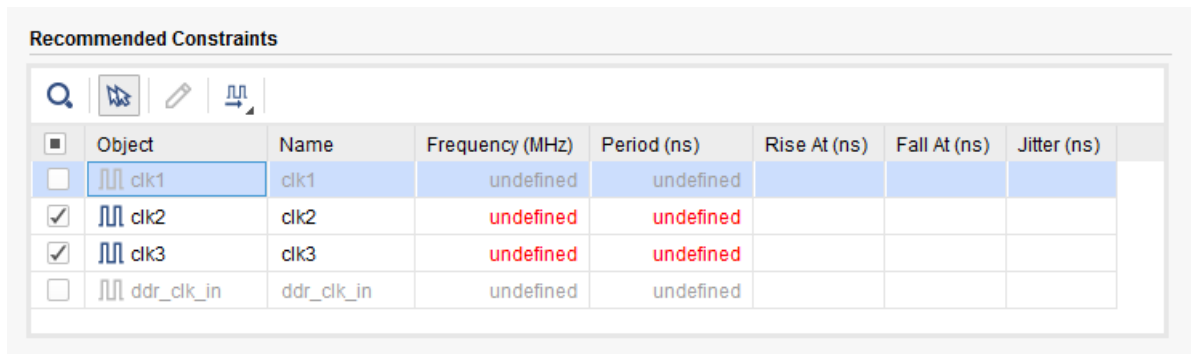 Recommended Constraints
Object Name Frequency (MHz) Period (ns) Rise At (ns) Fall At (ns) Jitter (ns)
clk1 clk1 undefined undefined
clk2 clk2 undefined undefined
clk3 clk3 undefined undefined
ddr_clk_in ddr_clk_in undefined undefined